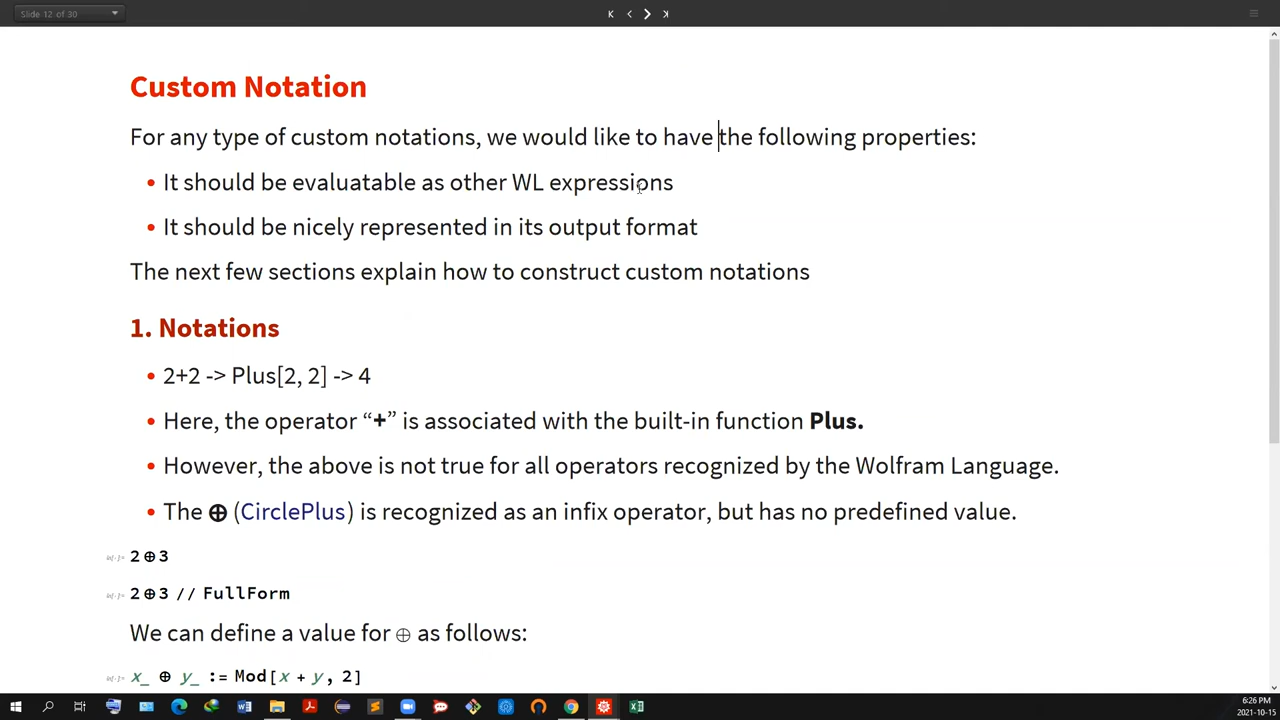 Slide 12 of 30
Custom Notation
For any type of custom notations, we would like to have the following properties:
• It should be evaluatable as other WL expressions
• It should be nicely represented in its output format
The next few sections explain how to construct custom notations
1. Notations
• 2+2 -> Plus[2, 2] -> 4
• Here, the operator “+” is associated with the built-in function Plus.
• However, the above is not true for all operators recognized by the Wolfram Language.
• The ⊕ (CirclePlus) is recognized as an infix operator, but has no predefined value.
In[·]:= 2⊕3
In[·]:= 2⊕3 // FullForm
We can define a value for ⊕ as follows:
In[·]:= x_ ⊕ y_ := Mod[x + y, 2]
6:26 PM
2021-10-15